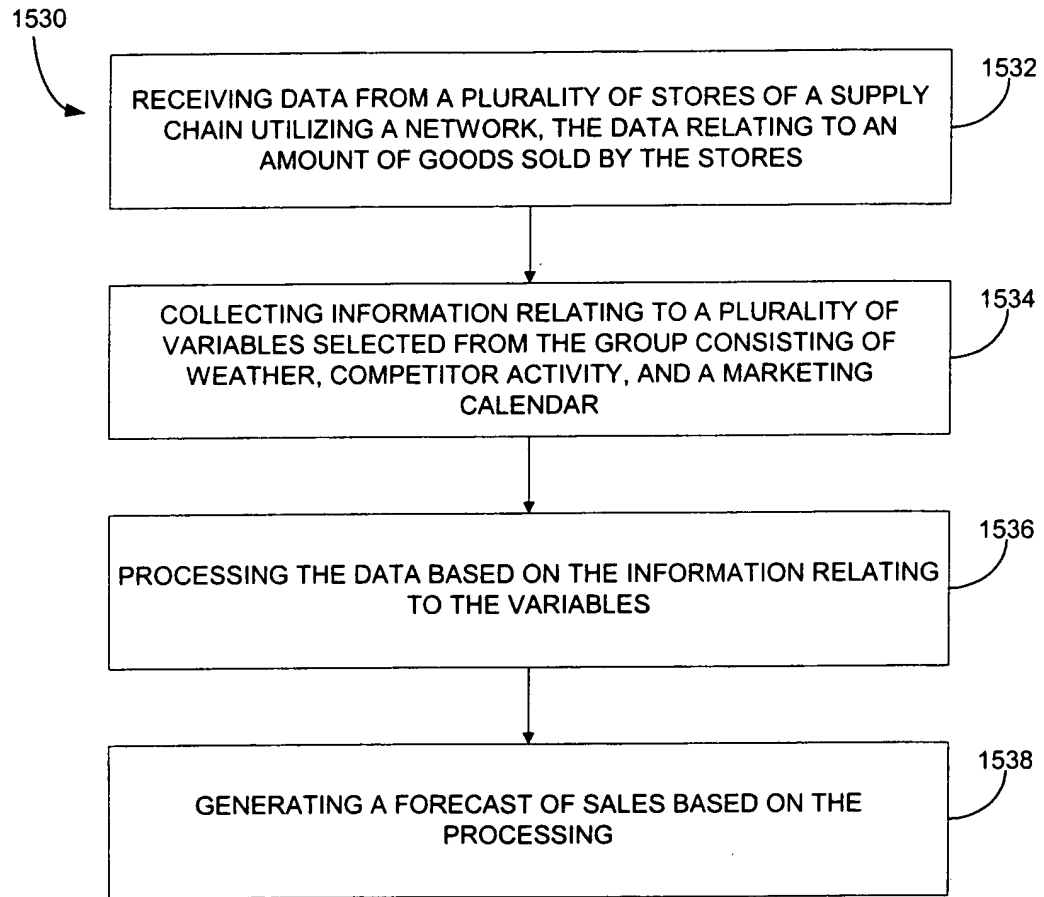 1530
1532
RECEIVING DATA FROM A PLURALITY OF STORES OF A SUPPLY
CHAIN UTILIZING A NETWORK, THE DATA RELATING TO AN
AMOUNT OF GOODS SOLD BY THE STORES
1534
COLLECTING INFORMATION RELATING TO A PLURALITY OF
VARIABLES SELECTED FROM THE GROUP CONSISTING OF
WEATHER, COMPETITOR ACTIVITY, AND A MARKETING
CALENDAR
1536
PROCESSING THE DATA BASED ON THE INFORMATION RELATING
TO THE VARIABLES
1538
GENERATING A FORECAST OF SALES BASED ON THE
PROCESSING